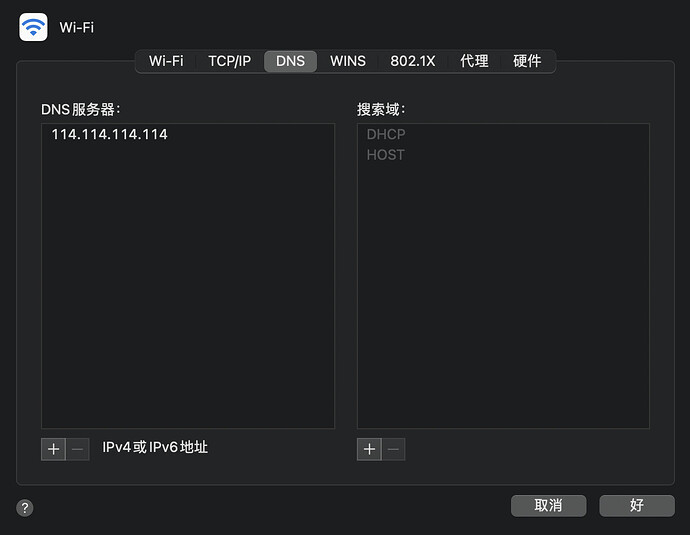 Wi-Fi
Wi-Fi TCP/IP DNS WINS 802.1X 代理 硬件
DNS服务器：
114.114.114.114
搜索域：
DHCP
HOST
+ − IPv4或IPv6地址
+ −
? 取消 好